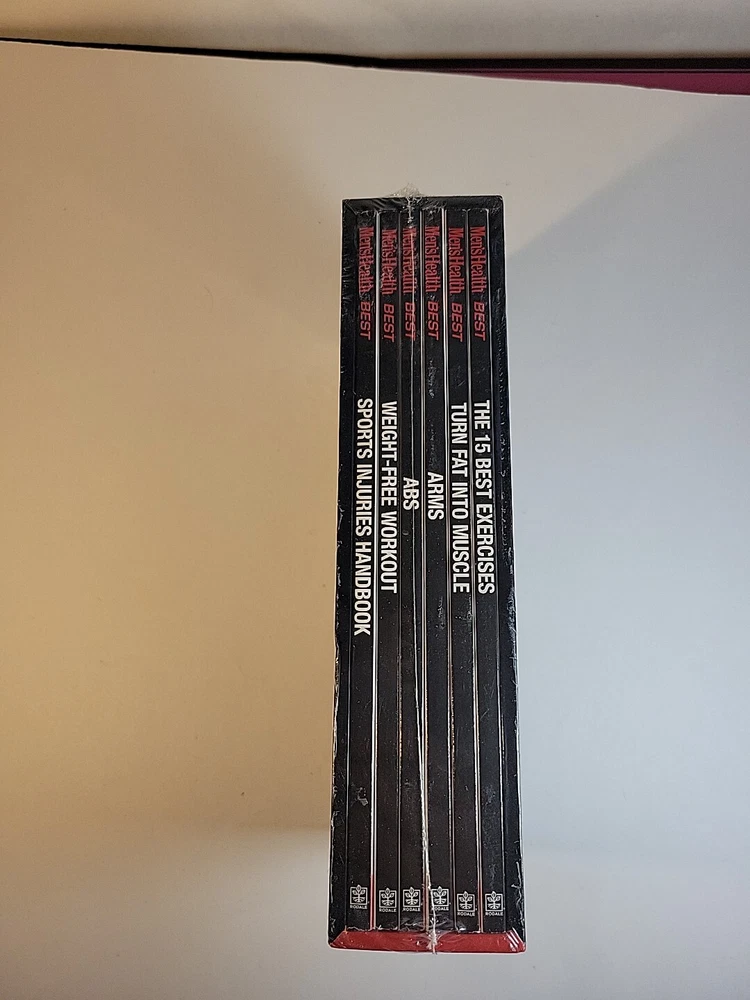 Men'sHealth BEST SPORTS INJURIES HANDBOOK RODALE
Men'sHealth BEST WEIGHT-FREE WORKOUT RODALE
Men'sHealth BEST ABS RODALE
Men'sHealth BEST ARMS RODALE
Men'sHealth BEST TURN FAT INTO MUSCLE RODALE
Men'sHealth BEST THE 15 BEST EXERCISES RODALE